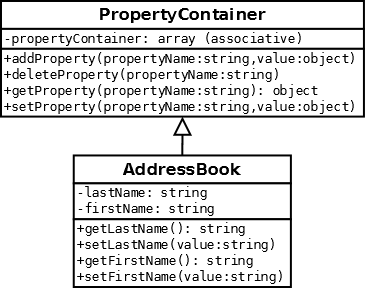 PropertyContainer
-propertyContainer: array (associative)
+addProperty(propertyName:string,value:object)
+deleteProperty(propertyName:string)
+getProperty(propertyName:string): object
+setProperty(propertyName:string,value:object)
AddressBook
-lastName: string
-firstName: string
+getLastName(): string
+setLastName(value:string)
+getFirstName(): string
+setFirstName(value:string)